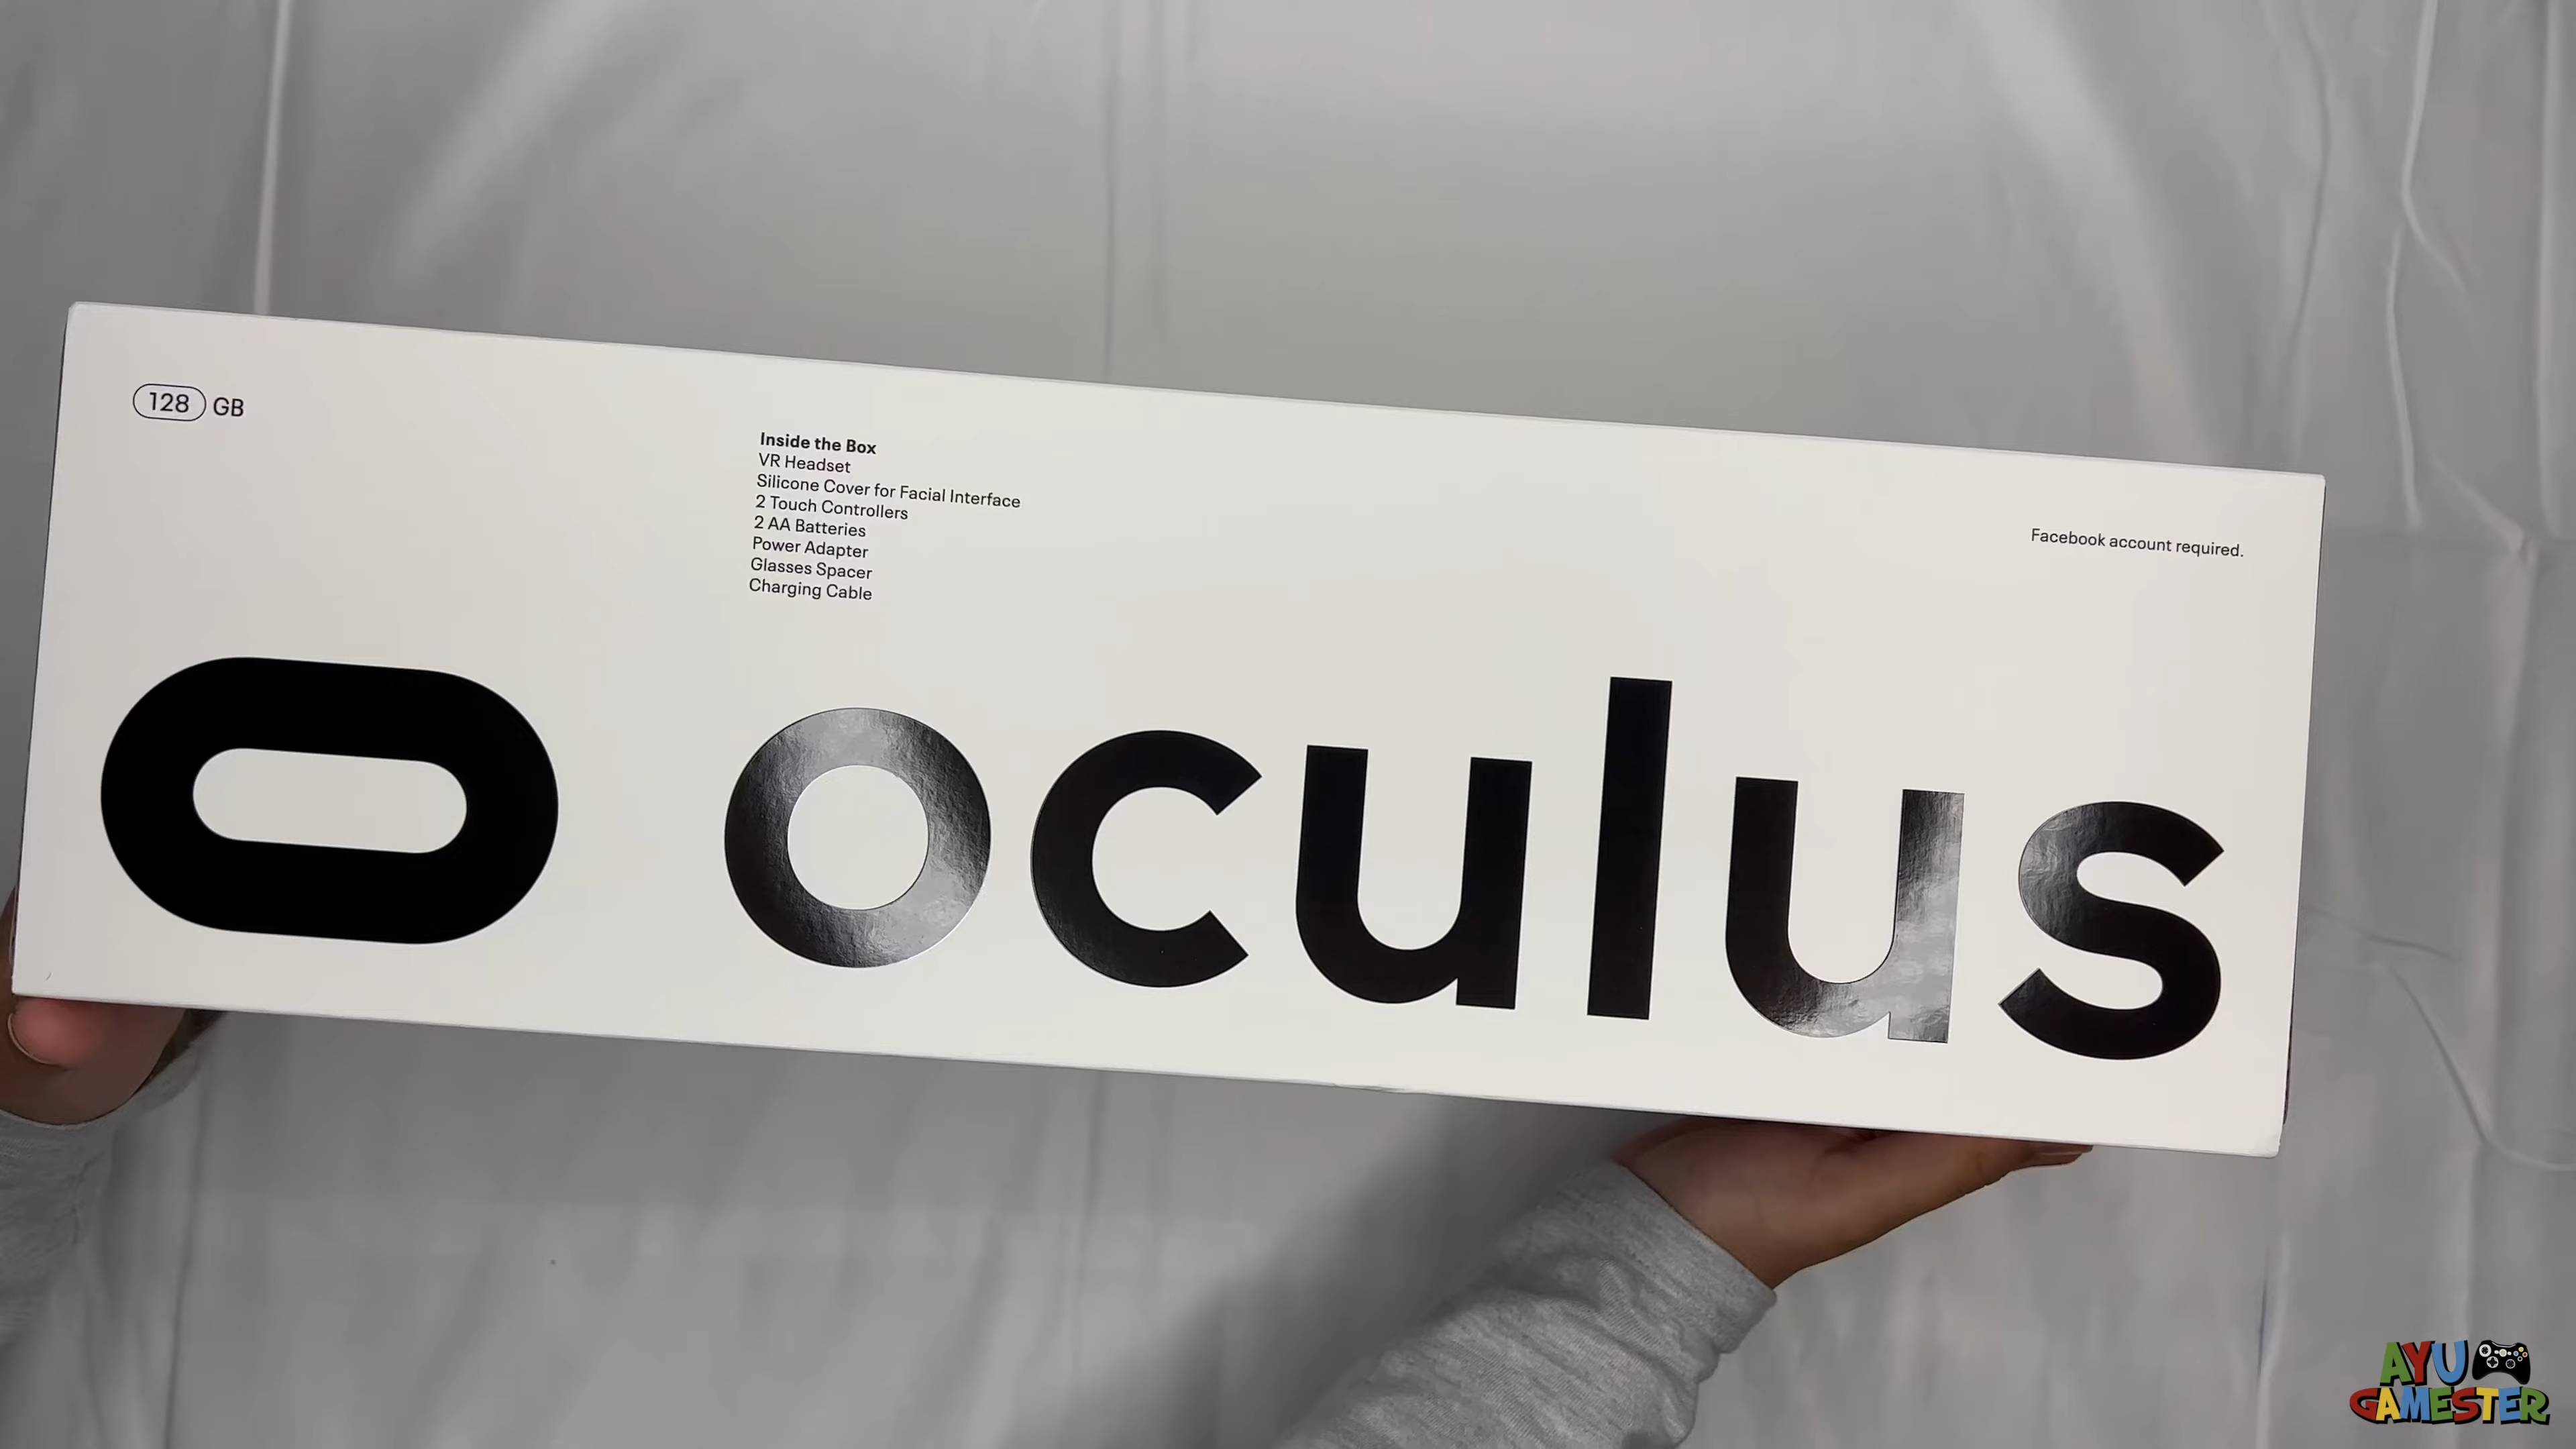 128 GB
Inside the Box
VR Headset
Silicone Cover for Facial Interface
2 Touch Controllers
2 AA Batteries
Power Adapter
Glasses Spacer
Charging Cable
Facebook account required.
oculus
AYU
GAMESTER